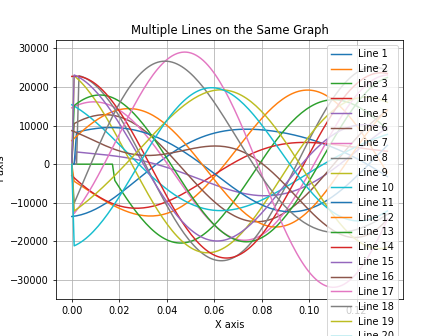 Multiple Lines on the Same Graph
30000
20000
10000
0
-10000
-20000
-30000
0.00 0.02 0.04 0.06 0.08 0.10
X axis
axis
Line 1
Line 2
Line 3
Line 4
Line 5
Line 6
Line 7
Line 8
Line 9
Line 10
Line 11
Line 12
Line 13
Line 14
Line 15
Line 16
Line 17
Line 18
Line 19
Line 20